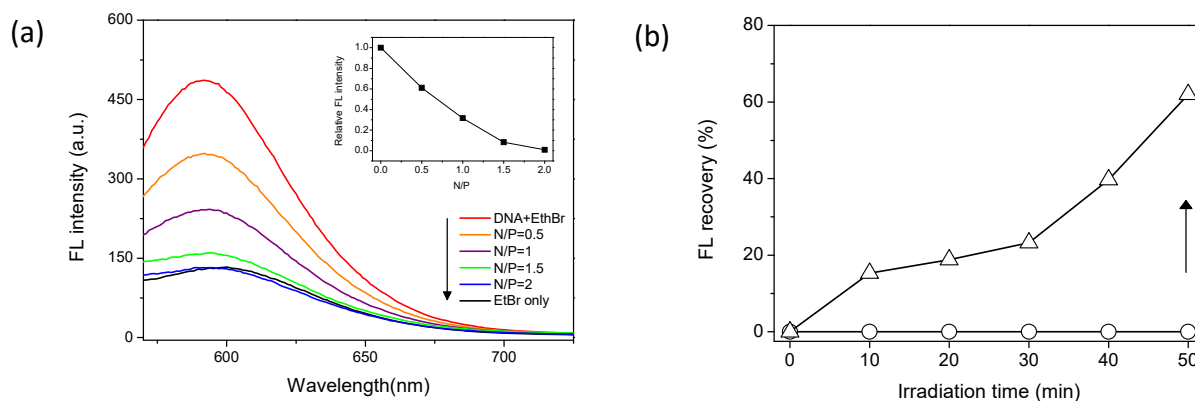 (a)
600
450
300
150
0
FL intensity (a.u.)
600
650
700
Wavelength(nm)
1.0
0.8
0.6
0.4
0.2
0.0
Relative FL intensity
0.0
0.5
1.0
1.5
2.0
N/P
DNA+EthBr
N/P=0.5
N/P=1
N/P=1.5
N/P=2
EtBr only
(b)
80
60
40
20
0
FL recovery (%)
0
10
20
30
40
50
Irradiation time (min)